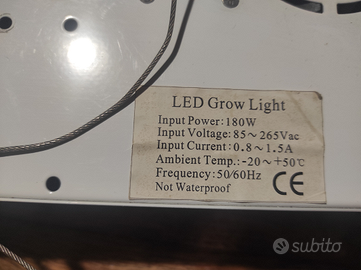 LED Grow Light
Input Power:180W
Input Voltage:85~265Vac
Input Current:0.8~1.5A
Ambient Temp.:-20~+50℃
Frequency:50/60Hz
Not Waterproof
CE
subito